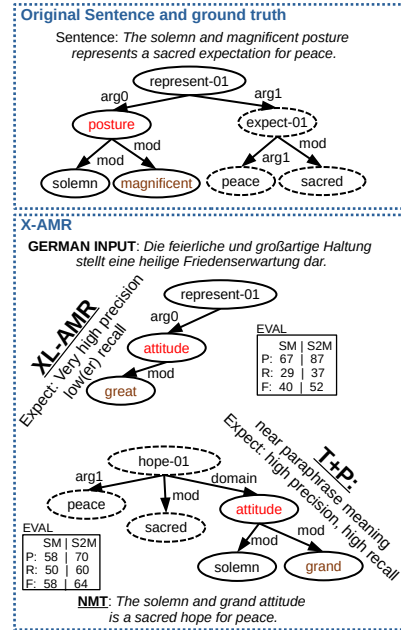 Original Sentence and ground truth
Sentence: The solemn and magnificent posture
represents a sacred expectation for peace.
represent-01
arg0
arg1
posture
expect-01
mod
mod
arg1
mod
solemn
magnificent
peace
sacred
X-AMR
GERMAN INPUT: Die feierliche und großartige Haltung
stellt eine heilige Friedenserwartung dar.
represent-01
arg0
attitude
mod
great
XL-AMR
Expect: Very high precision
low(er) recall
EVAL
SM | S2M
P: 67 | 87
R: 29 | 37
F: 40 | 52
hope-01
arg1
mod
domain
peace
sacred
attitude
mod
mod
solemn
grand
T+P:
near paraphrase meaning
Expect: high precision, high recall
EVAL
SM | S2M
P: 58 | 70
R: 50 | 60
F: 58 | 64
NMT: The solemn and grand attitude
is a sacred hope for peace.